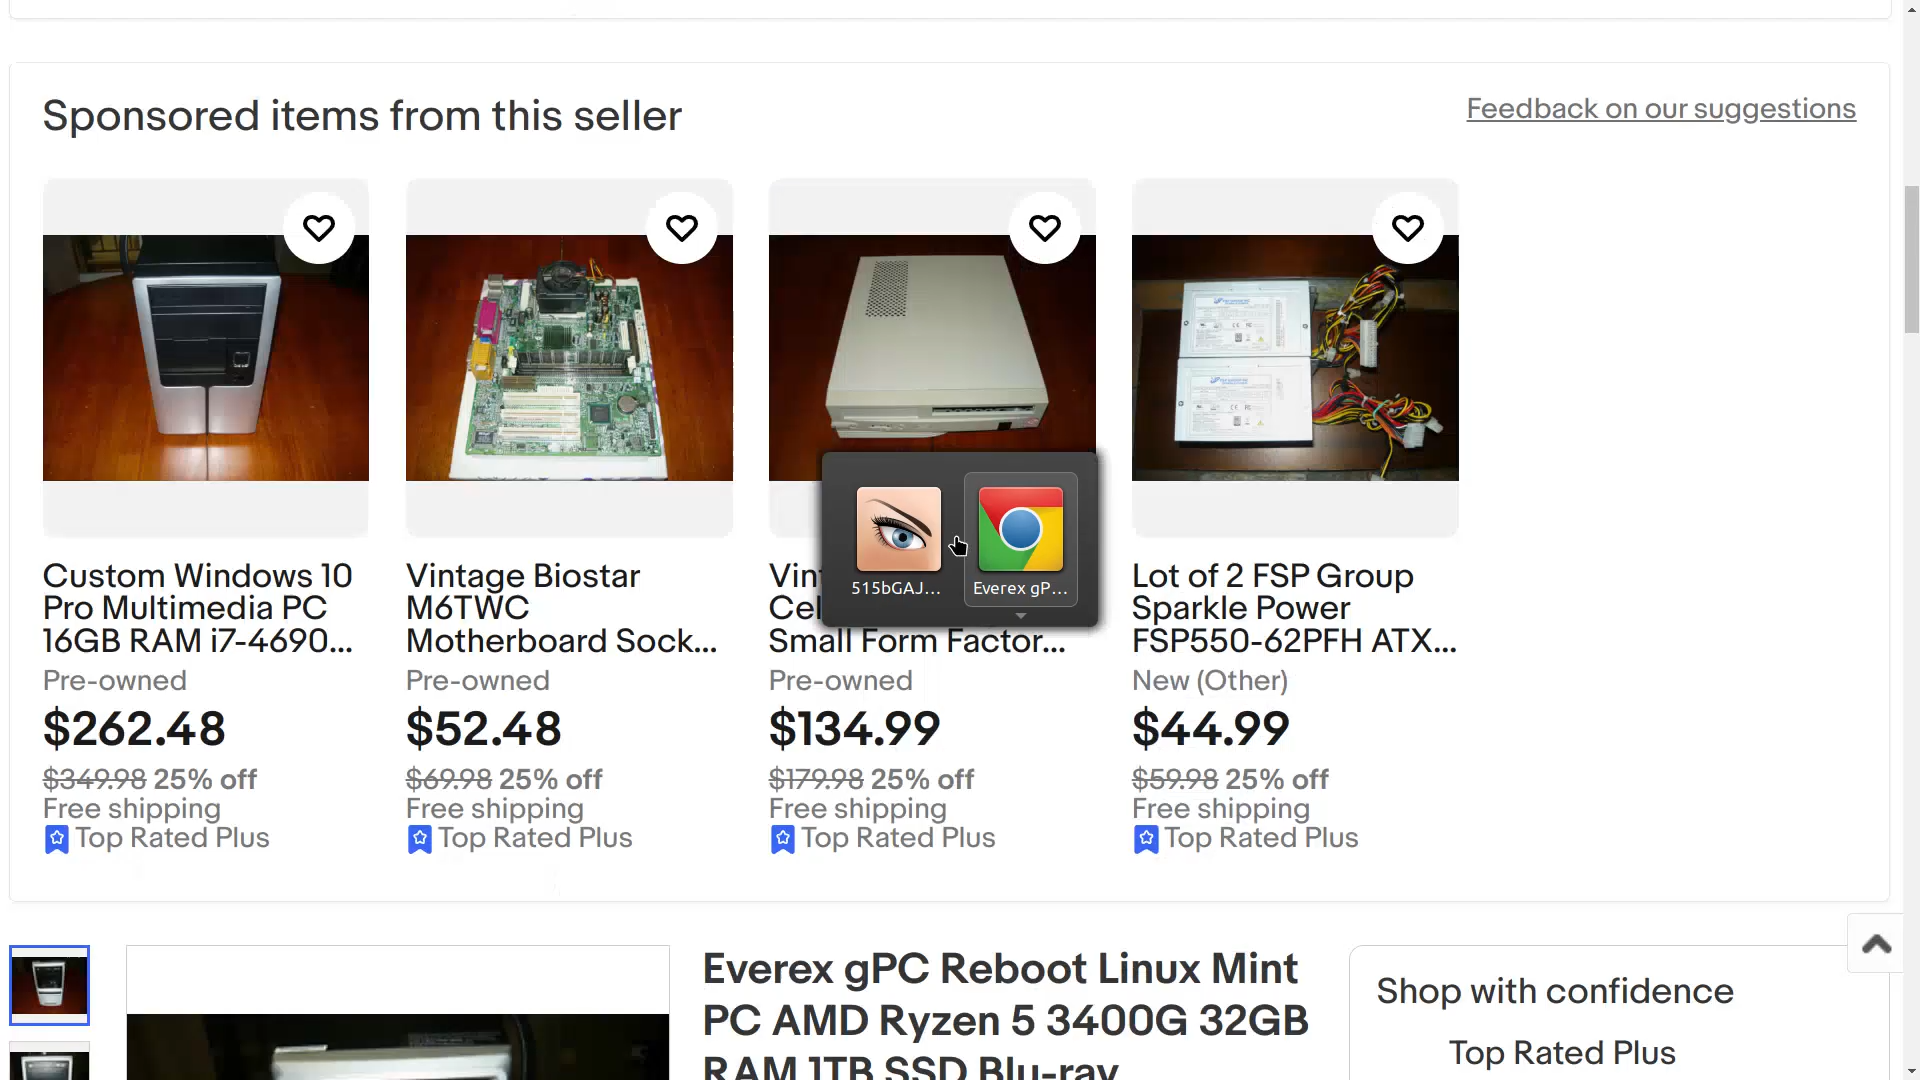 Sponsored items from this seller
Feedback on our suggestions
Custom Windows 10
Pro Multimedia PC
16GB RAM i7-4690...
Pre-owned
$262.48
$349.98 25% off
Free shipping
Top Rated Plus
Vintage Biostar
M6TWC
Motherboard Sock...
Pre-owned
$52.48
$69.98 25% off
Free shipping
Top Rated Plus
Small Form Factor...
Pre-owned
$134.99
$179.98 25% off
Free shipping
Top Rated Plus
Lot of 2 FSP Group
Sparkle Power
FSP550-62PFH ATX...
New (Other)
$44.99
$59.98 25% off
Free shipping
Top Rated Plus
515bGAJ...
Everex gP...
Everex gPC Reboot Linux Mint
PC AMD Ryzen 5 3400G 32GB
RAM 1TB SSD Blu-ray
Shop with confidence
Top Rated Plus